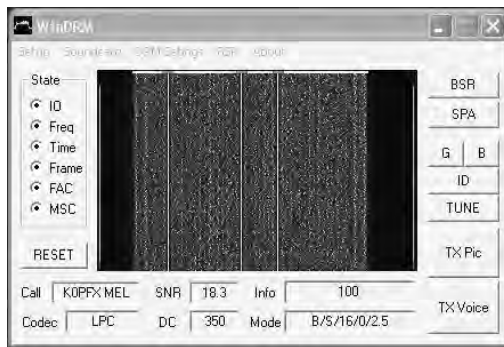 WinDRM
Setup Soundcard DRM Settings BSR About
State
IO
Freq
Time
Frame
FAC
MSC
RESET
BSR
SPA
G B
ID
TUNE
TX Pic
TX Voice
Call K0PFX MEL SNR 18.3 Info 100
Codec LPC DC 350 Mode B/S/16/0/2.5